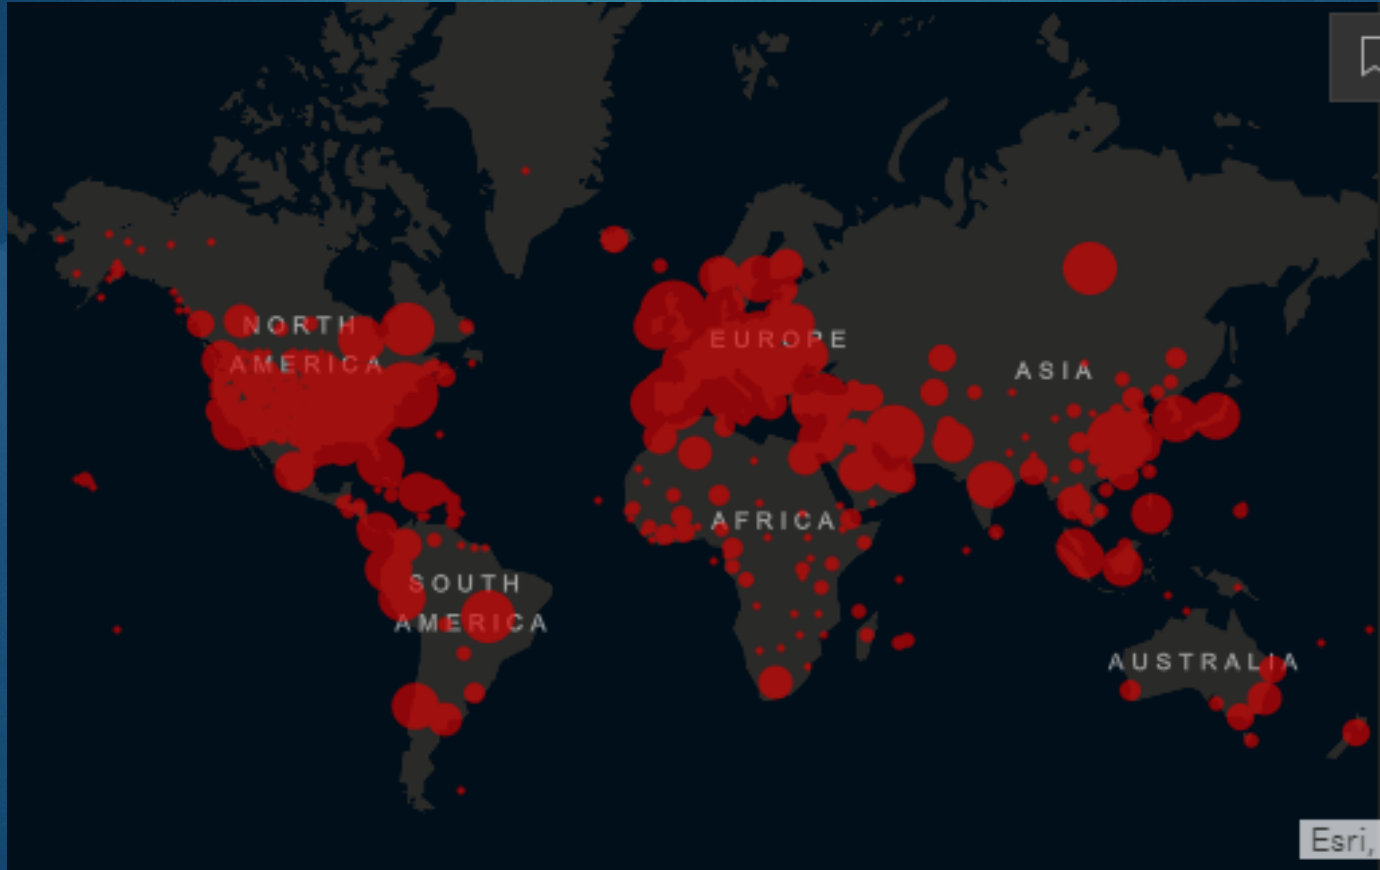 NORTH
AMERICA
EUROPE
ASIA
AFRICA
SOUTH
AMERICA
AUSTRALIA
Esri,